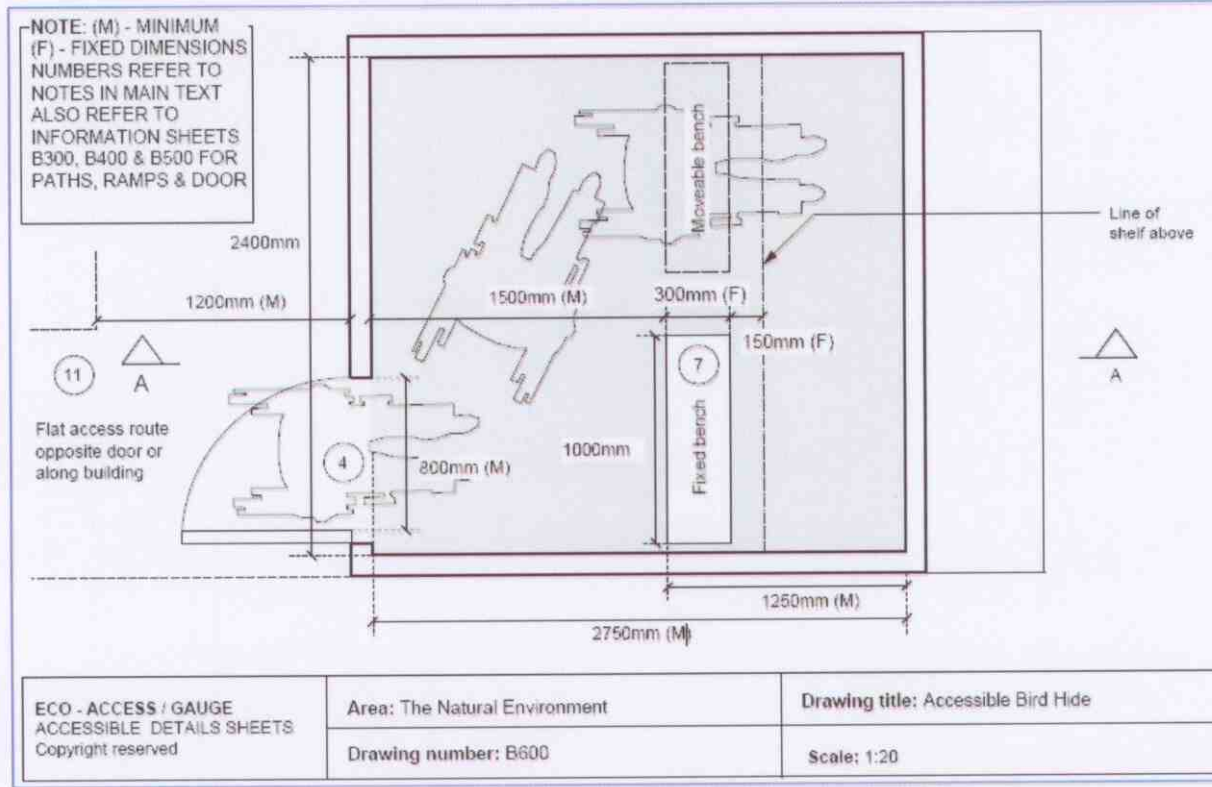 NOTE: (M) - MINIMUM
(F) - FIXED DIMENSIONS
NUMBERS REFER TO
NOTES IN MAIN TEXT
ALSO REFER TO
INFORMATION SHEETS
B300, B400 & B500 FOR
PATHS, RAMPS & DOOR
2400mm
1200mm (M)
Moveable bench
Line of
shelf above
1500mm (M)
300mm (F)
150mm (F)
11
A
A
7
Fixed bench
Flat access route
opposite door or
along building
4
800mm (M)
1000mm
1250mm (M)
2750mm (M)
ECO - ACCESS / GAUGE
ACCESSIBLE DETAILS SHEETS
Copyright reserved
Area: The Natural Environment
Drawing number: B600
Drawing title: Accessible Bird Hide
Scale: 1:20